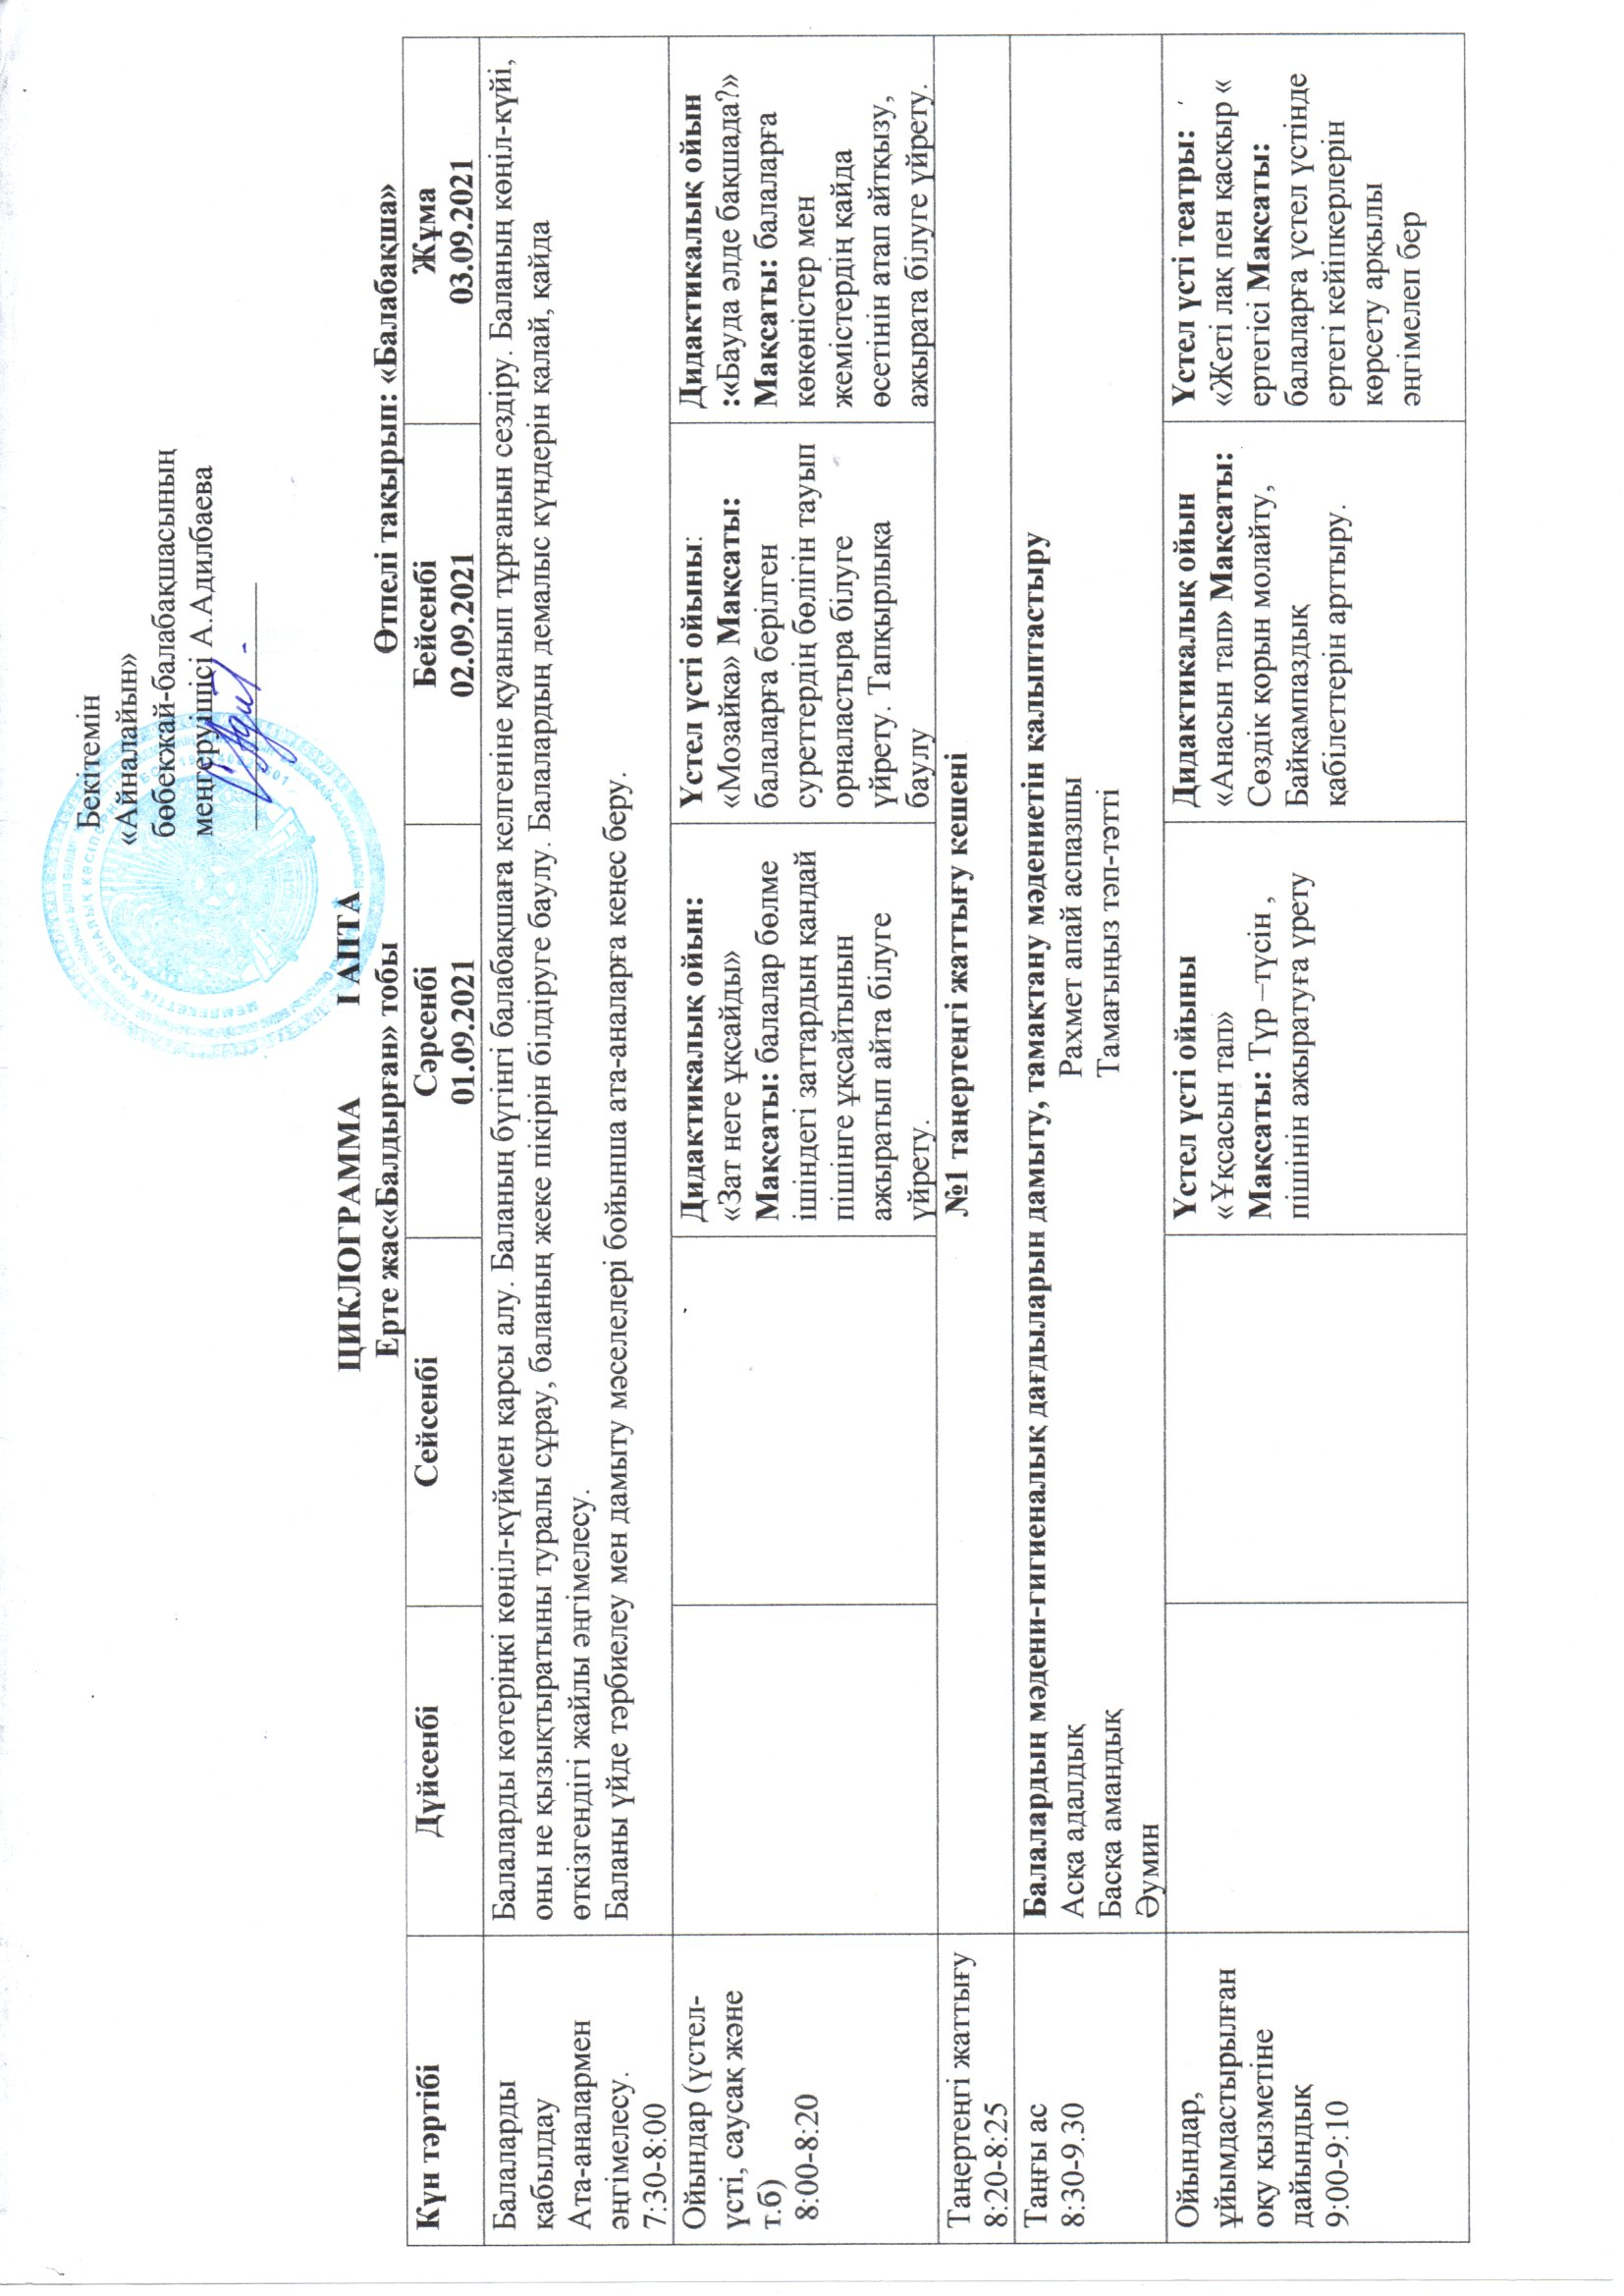 Бекітемін
«Айналайын»
бөбекжай-балабақшасының
меңгерушісі А.Адилбаева
ЦИКЛОГРАММА І АПТА
Ерте жас«Балдырған» тобы Өтпелі тақырып: «Балабақша»
Күн тәртібі
Дүйсенбі
Сейсенбі
Сәрсенбі
01.09.2021
Бейсенбі
02.09.2021
Жұма
03.09.2021
Балаларды
қабылдау
Ата-аналармен
әңгімелесу.
7:30-8:00
Балаларды көтеріңкі көңіл-күймен қарсы алу. Баланың бүгінгі балабақшаға келгеніне қуанып тұрғанын сездіру. Баланың көңіл-күйі,
оны не қызықтыратыны туралы сұрау, баланың жеке пікірін білдіруге баулу. Балалардың демалыс күндерін қалай, қайда
өткізгендігі жайлы әңгімелесу.
Баланы үйде тәрбиелеу мен дамыту мәселелері бойынша ата-аналарға кеңес беру.
Ойындар (үстел-
үсті, саусақ және
т.б)
8:00-8:20
Дидактикалық ойын:
«Зат неге ұқсайды»
Мақсаты: балалар бөлме
ішіндегі заттардың қандай
пішінге ұқсайтынын
ажыратып айта білуге
үйрету.
Үстел үсті ойыны:
«Мозайка» Мақсаты:
балаларға берілген
суреттердің бөлігін тауып
орналастыра білуге
үйрету. Тапқырлықа
баулу
Дидактикалық ойын
:«Бауда әлде бақшада?»
Мақсаты: балаларға
көкөністер мен
жемістердің қайда
өсетінін атап айтқызу,
ажырата білуге үйрету.
Таңертеңгі жаттығу
8:20-8:25
№1 таңертеңгі жаттығу кешені
Таңғы ас
8:30-9.30
Балалардың мәдени-гигиеналық дағдыларын дамыту, тамақтану мәдениетін қалыптастыру
Асқа адалдық Рахмет апай аспазшы
Басқа амандық Тамағыңыз тәп-тәтті
Әумин
Ойындар,
ұйымдастырылған
оқу қызметіне
дайындық
9:00-9:10
Үстел үсті ойыны
«Ұқсасын тап»
Мақсаты: Түр –түсін ,
пішінін ажыратуға үрету
Дидактикалық ойын
«Анасын тап» Мақсаты:
Сөздік қорын молайту,
Байқампаздық
қабілеттерін арттыру.
Үстел үсті театры:
«Жеті лақ пен қасқыр «
ертегісі Мақсаты:
балаларға үстел үстінде
ертегі кейіпкерлерін
көрсету арқылы
әңгімелеп бер